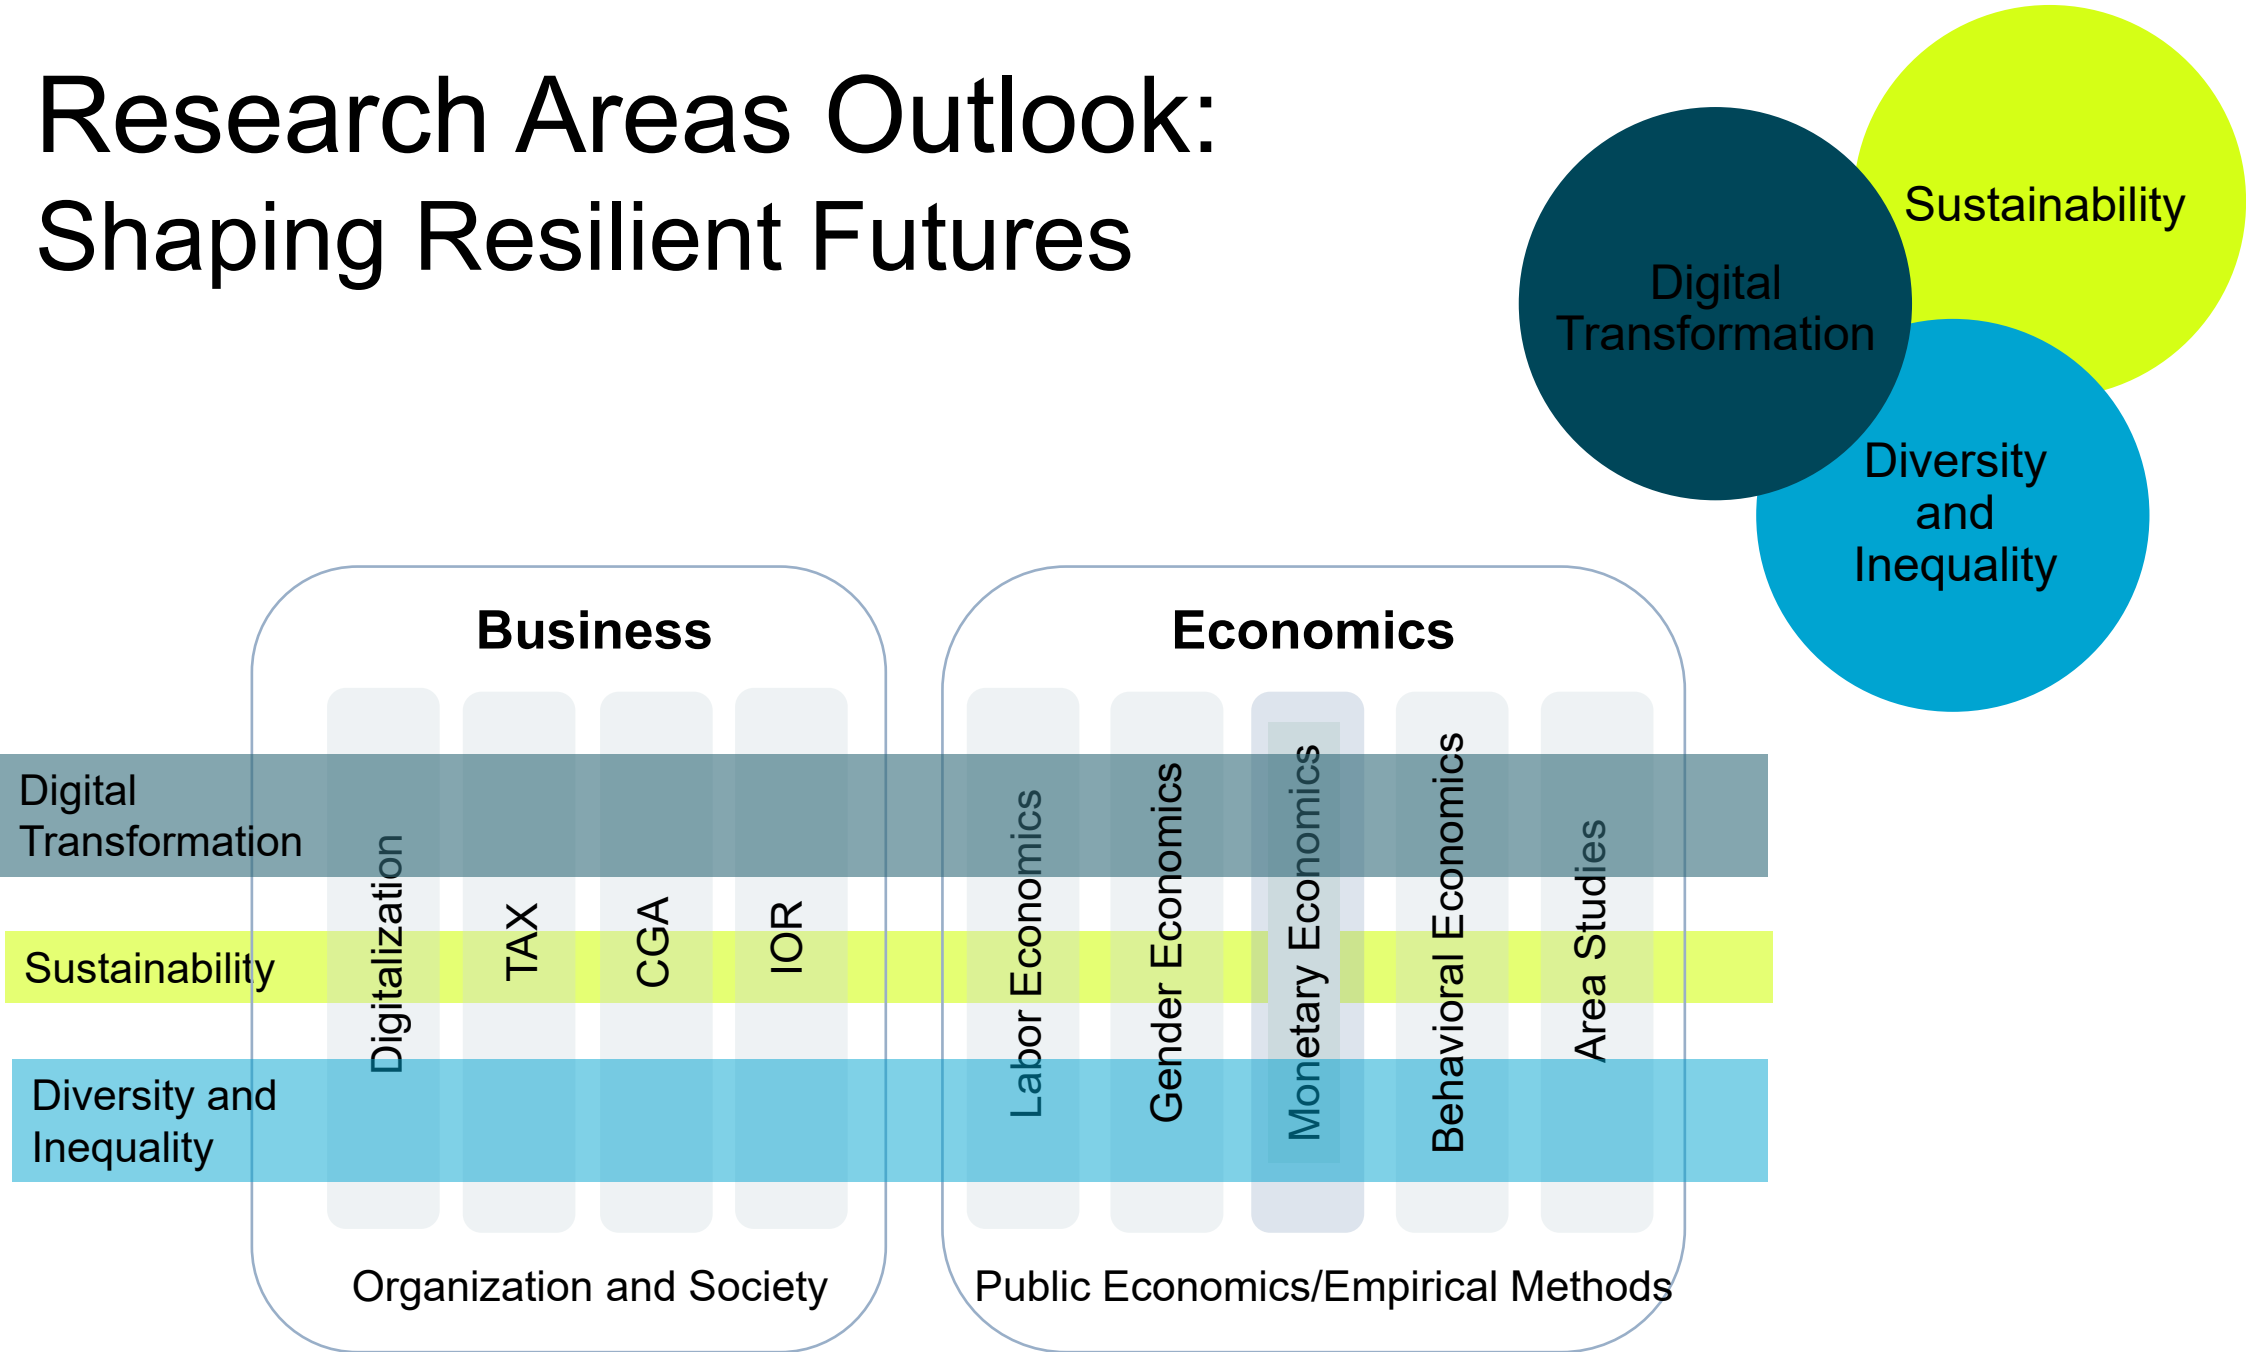 Research Areas Outlook:
Shaping Resilient Futures
Sustainability
Digital
Transformation
Diversity
and
Inequality
Business
Economics
Digital
Transformation
Sustainability
Diversity and
Inequality
Digitalization
TAX
CGA
IOR
Labor Economics
Gender Economics
Monetary Economics
Behavioral Economics
Area Studies
Organization and Society
Public Economics/Empirical Methods